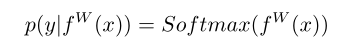 p(y|f^W(x)) = Softmax(f^W(x))